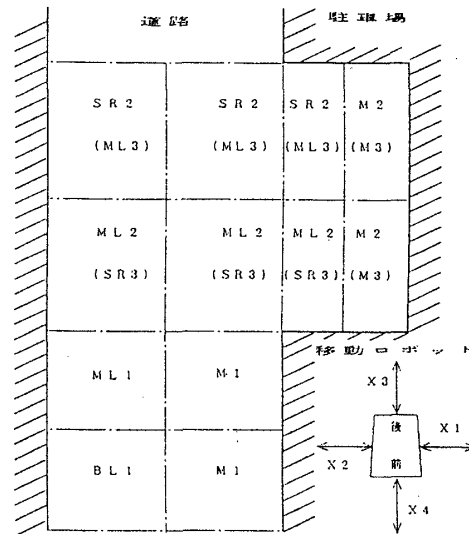 道路 駐車場
SR2 SR2 SR2 M2
(ML3) (ML3) (ML3) (M3)
ML2 ML2 ML2 M2
(SR3) (SR3) (SR3) (M3)
移動ロボット
ML1 M1
X3
後
X2 X1
前
BL1 M1
X4